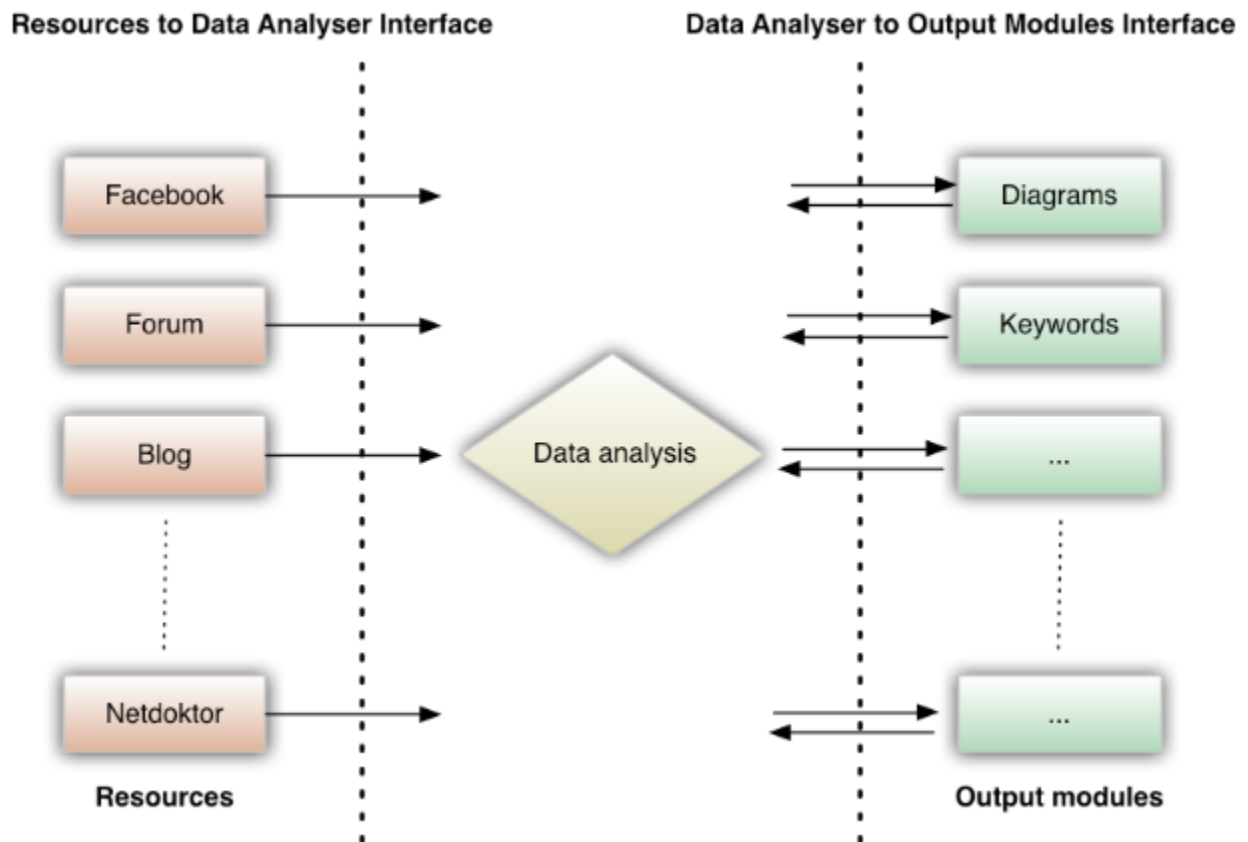 Resources to Data Analyser Interface
Data Analyser to Output Modules Interface
Facebook
Diagrams
Forum
Keywords
Blog
Data analysis
...
Netdoktor
...
Resources
Output modules